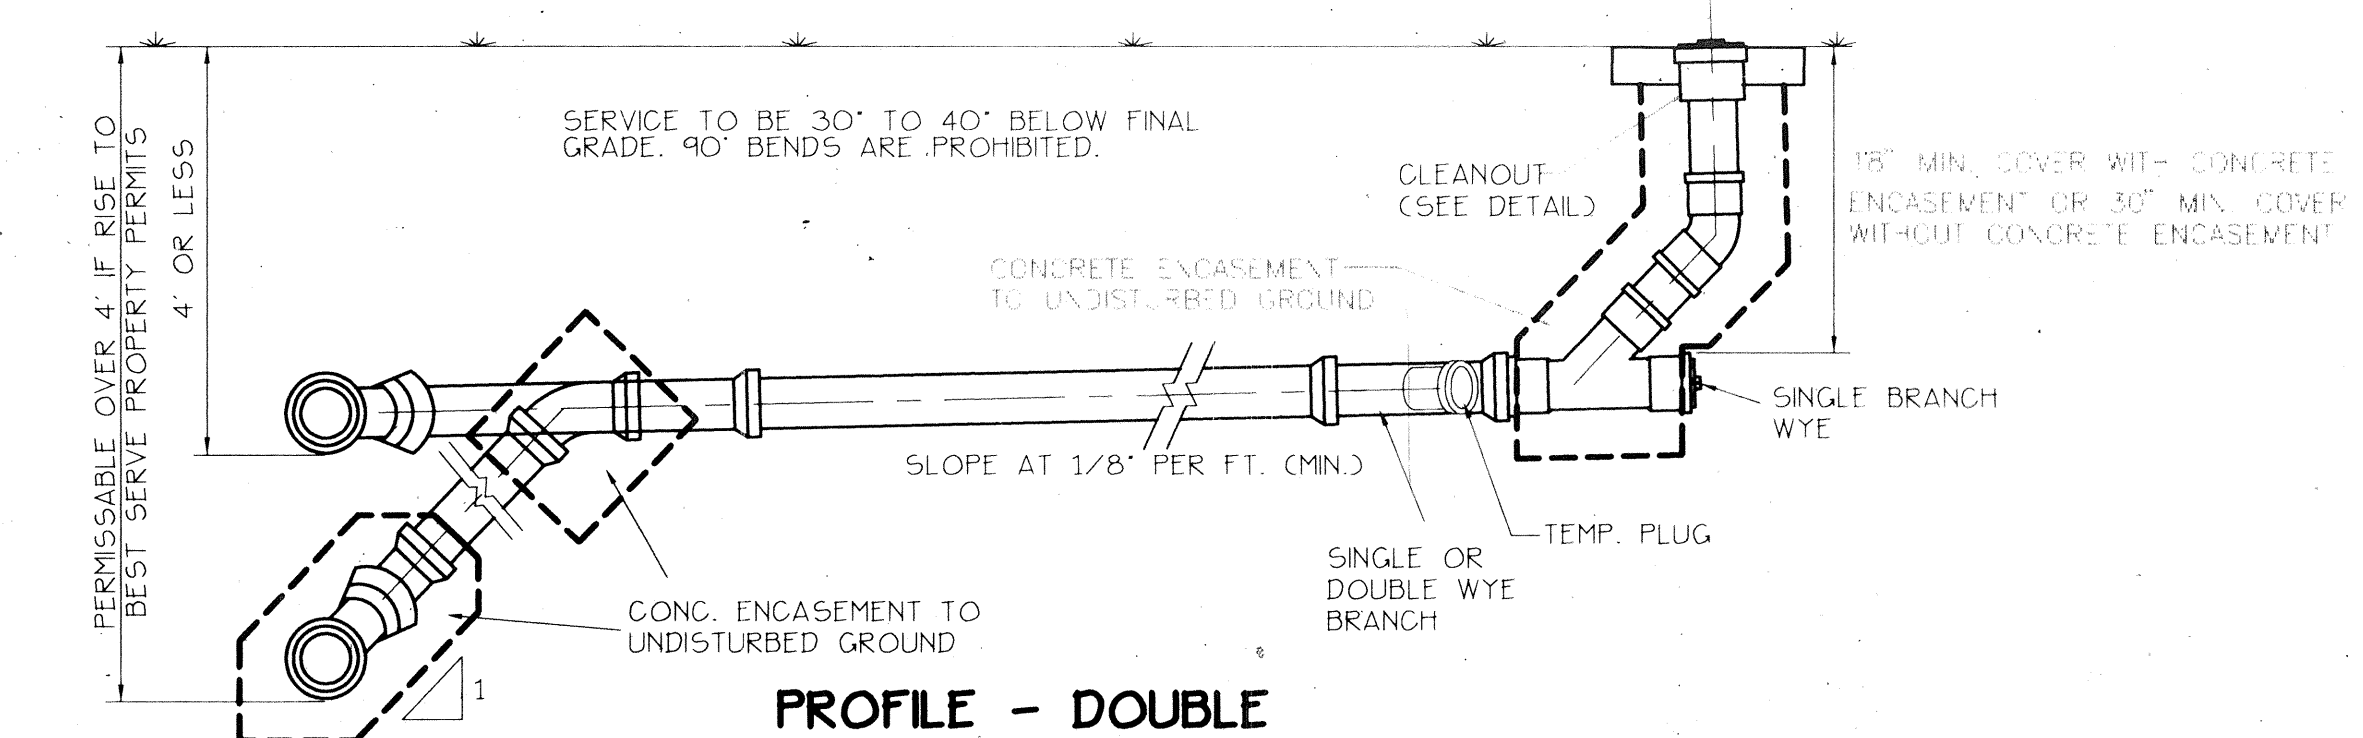 PERMISSABLE OVER 4' IF RISE TO
BEST SERVE PROPERTY PERMITS
4' OR LESS
SERVICE TO BE 30" TO 40" BELOW FINAL
GRADE. 90° BENDS ARE PROHIBITED.
CLEANOUT
(SEE DETAIL)
18" MIN. COVER WITH CONCRETE
ENCASEMENT OR 30" MIN. COVER
WITHOUT CONCRETE ENCASEMENT
CONCRETE ENCASEMENT
TO UNDISTURBED GROUND
SINGLE BRANCH
WYE
SLOPE AT 1/8" PER FT. (MIN.)
TEMP. PLUG
SINGLE OR
DOUBLE WYE
BRANCH
CONC. ENCASEMENT TO
UNDISTURBED GROUND
1
PROFILE - DOUBLE